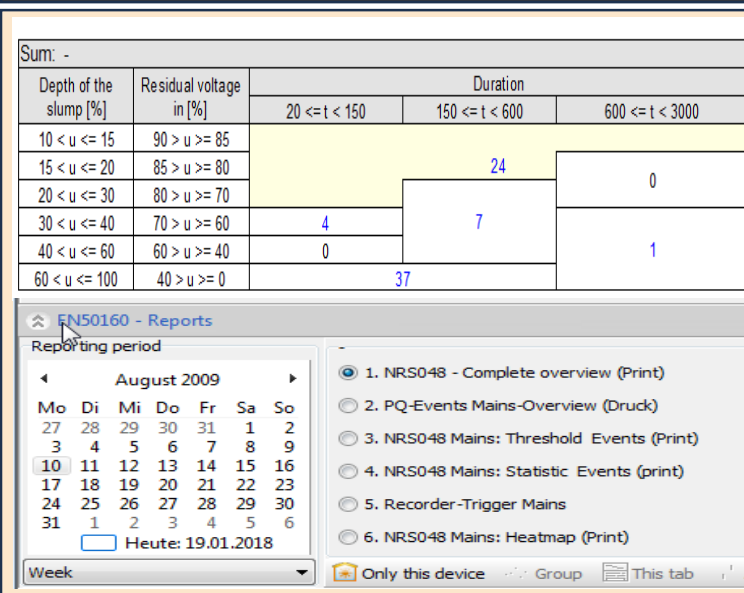 Sum: -
Depth of the slump [%] Residual voltage in [%] Duration
20 <= t < 150 150 <= t < 600 600 <= t < 3000
10 < u <= 15 90 > u >= 85
15 < u <= 20 85 > u >= 80 24 0
20 < u <= 30 80 > u >= 70
30 < u <= 40 70 > u >= 60 4 7
40 < u <= 60 60 > u >= 40 0 1
60 < u <= 100 40 > u >= 0 37
EN50160 - Reports
Reporting period
August 2009
Mo Di Mi Do Fr Sa So
27 28 29 30 31 1 2
3 4 5 6 7 8 9
10 11 12 13 14 15 16
17 18 19 20 21 22 23
24 25 26 27 28 29 30
31 1 2 3 4 5 6
Heute: 19.01.2018
Week
1. NRS048 - Complete overview (Print)
2. PQ-Events Mains-Overview (Druck)
3. NRS048 Mains: Threshold Events (Print)
4. NRS048 Mains: Statistic Events (print)
5. Recorder-Trigger Mains
6. NRS048 Mains: Heatmap (Print)
Only this device Group This tab